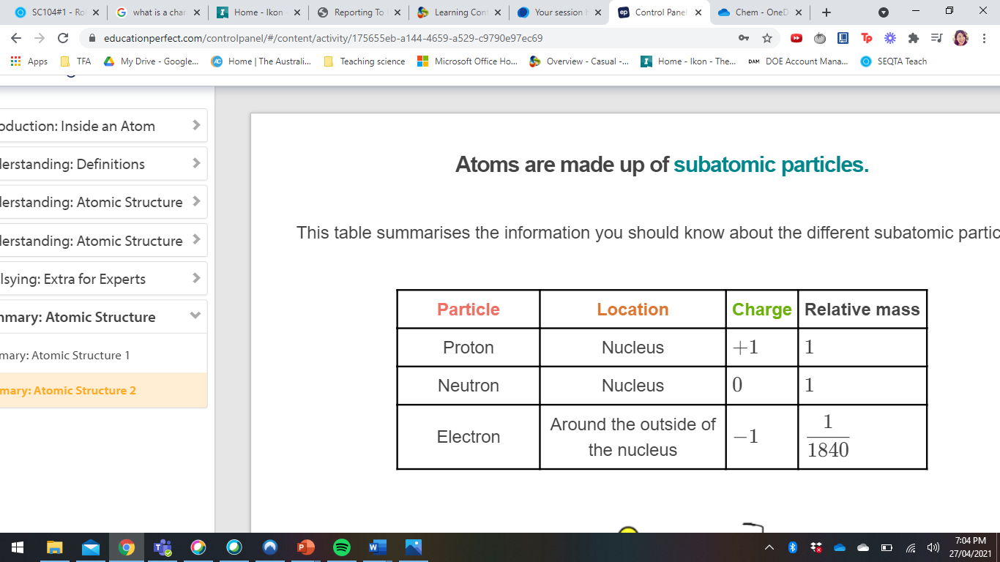 SC104#1 - Ro
what is a char
Home - Ikon
Reporting To
Learning Cont
Your session h
Control Panel
Chem - OneD
educationperfect.com/controlpanel/#/content/activity/175655eb-a144-4659-a529-c9790e97ec69
Apps
TFA
My Drive - Google...
Home | The Australi...
Teaching science
Microsoft Office Ho...
Overview - Casual -...
Home - Ikon - The...
DOE Account Mana...
SEQTA Teach
oduction: Inside an Atom
lerstanding: Definitions
lerstanding: Atomic Structure
lerstanding: Atomic Structure
lsying: Extra for Experts
nmary: Atomic Structure
mary: Atomic Structure 1
mary: Atomic Structure 2
Atoms are made up of subatomic particles.
This table summarises the information you should know about the different subatomic partic
Particle Location Charge Relative mass
Proton Nucleus +1 1
Neutron Nucleus 0 1
Electron Around the outside of
the nucleus −1 1/1840
7:04 PM
27/04/2021